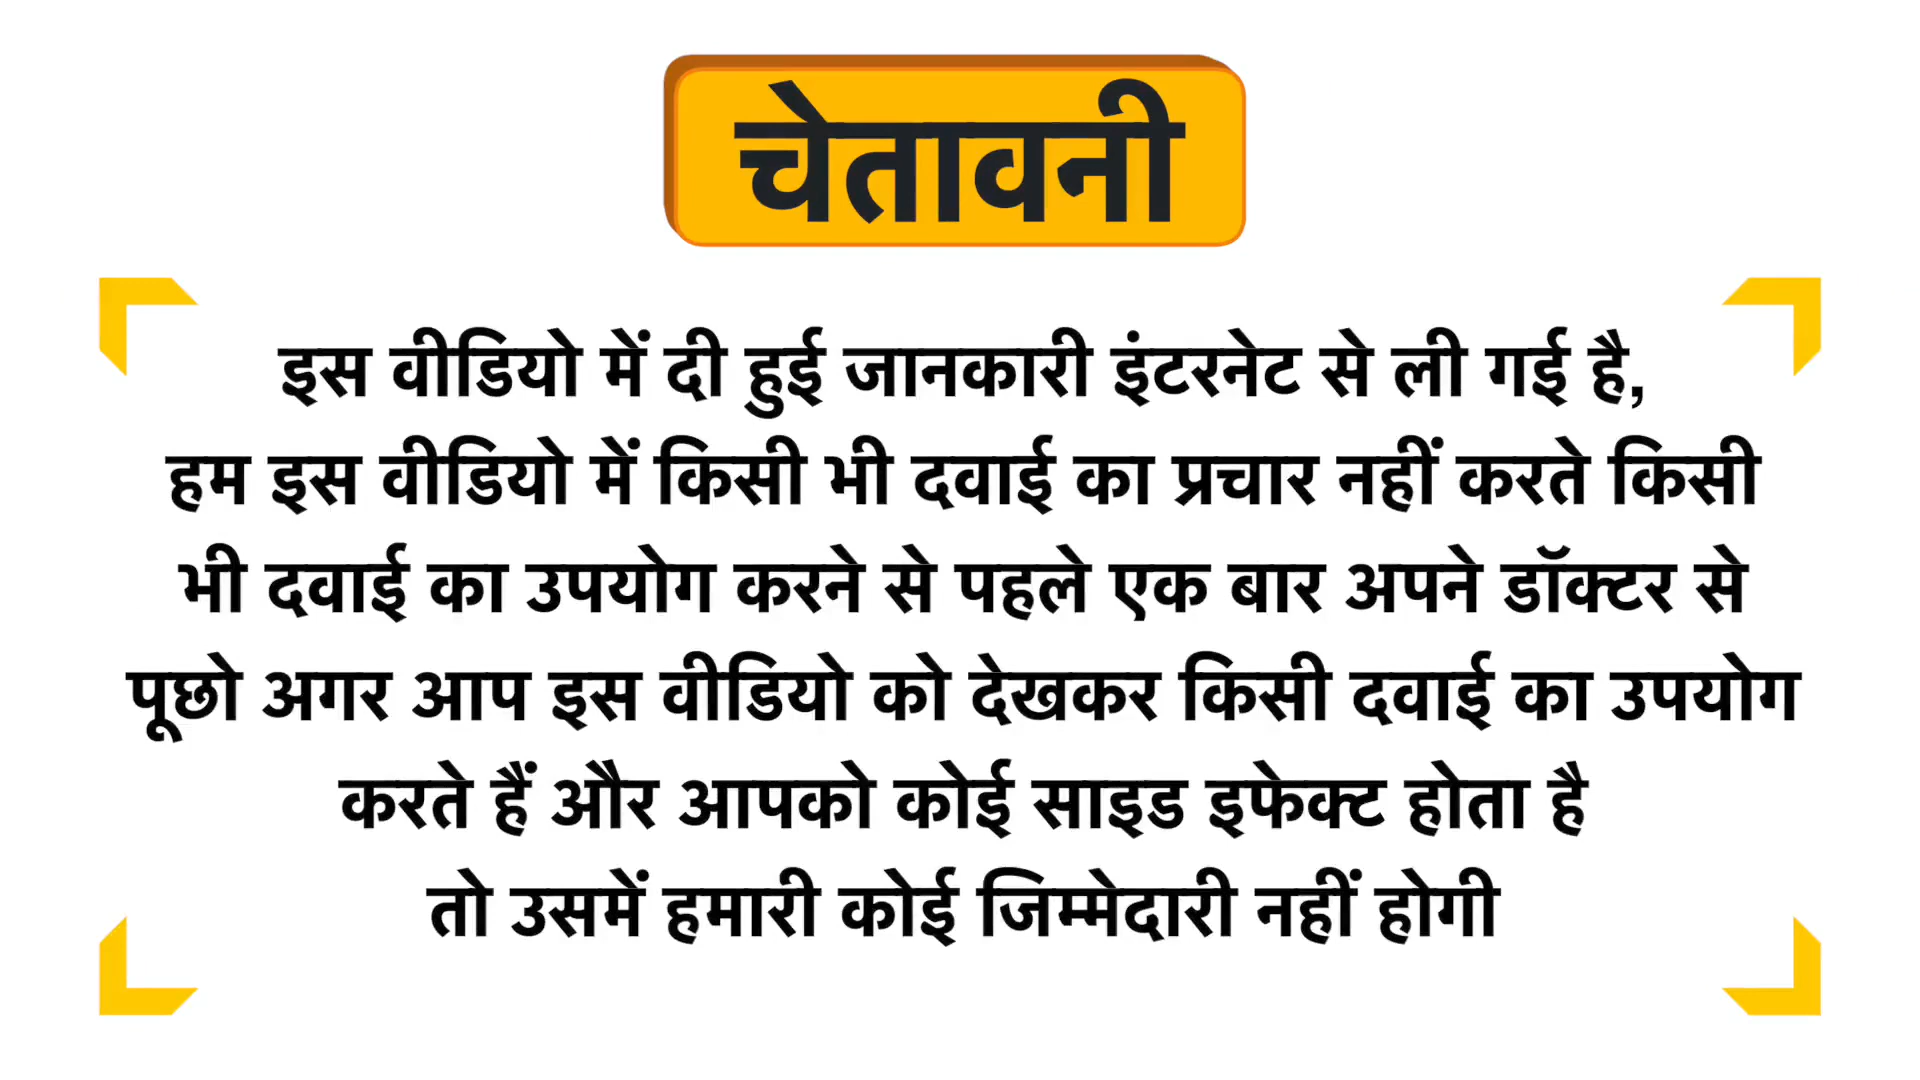 चेतावनी
इस वीडियो में दी हुई जानकारी इंटरनेट से ली गई है,
हम इस वीडियो में किसी भी दवाई का प्रचार नहीं करते किसी
भी दवाई का उपयोग करने से पहले एक बार अपने डॉक्टर से
पूछो अगर आप इस वीडियो को देखकर किसी दवाई का उपयोग
करते हैं और आपको कोई साइड इफेक्ट होता है
तो उसमें हमारी कोई जिम्मेदारी नहीं होगी